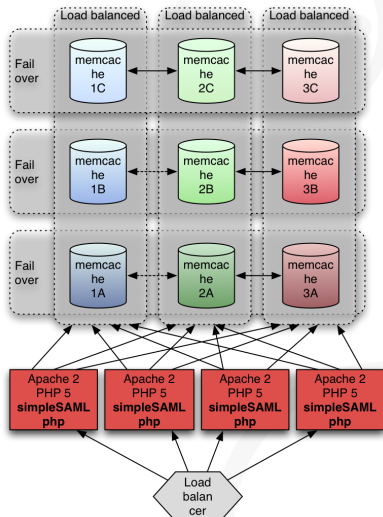 Load balanced Load balanced Load balanced
Fail
over
memcac
he
1C
memcac
he
2C
memcac
he
3C
Fail
over
memcac
he
1B
memcac
he
2B
memcac
he
3B
Fail
over
memcac
he
1A
memcac
he
2A
memcac
he
3A
Apache 2
PHP 5
simpleSAML
php
Apache 2
PHP 5
simpleSAML
php
Apache 2
PHP 5
simpleSAML
php
Apache 2
PHP 5
simpleSAML
php
Load
balan
cer